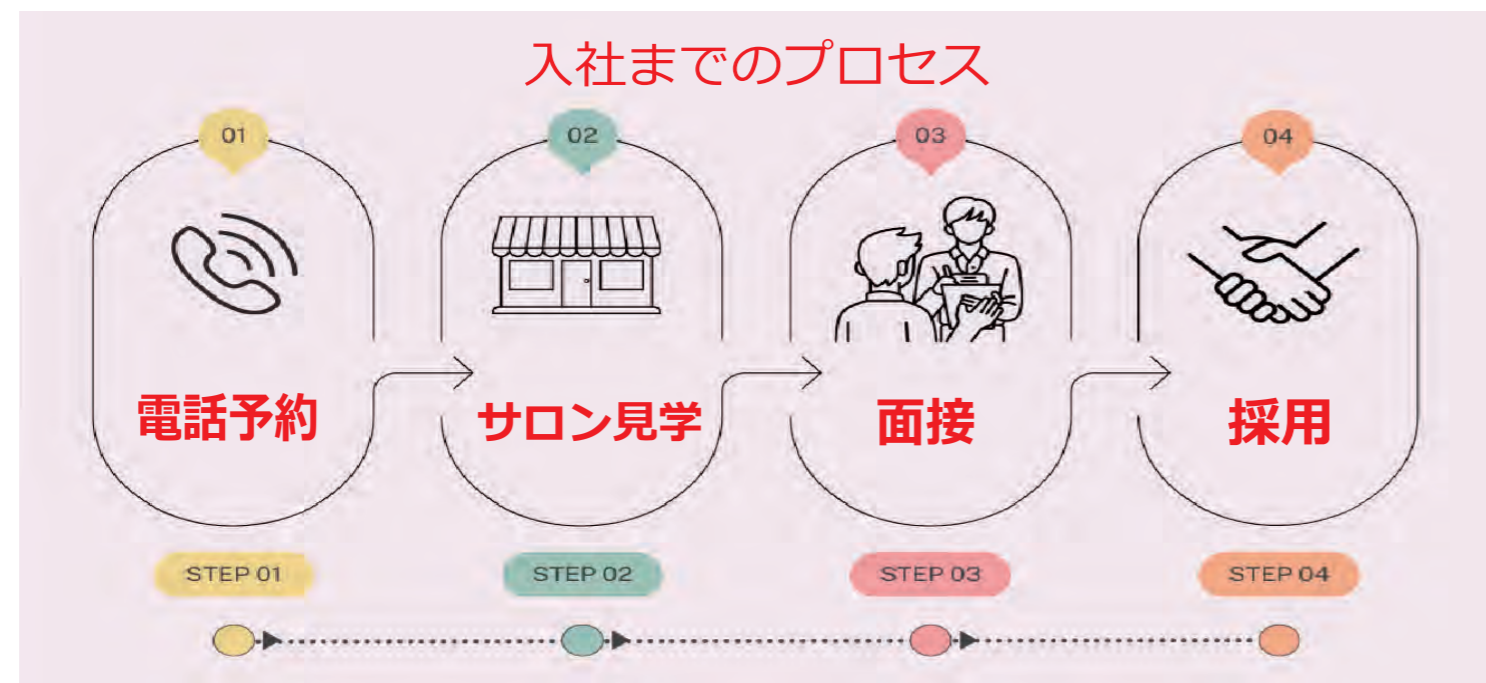 入社までのプロセス
01
02
03
04
電話予約
サロン見学
面接
採用
STEP 01
STEP 02
STEP 03
STEP 04